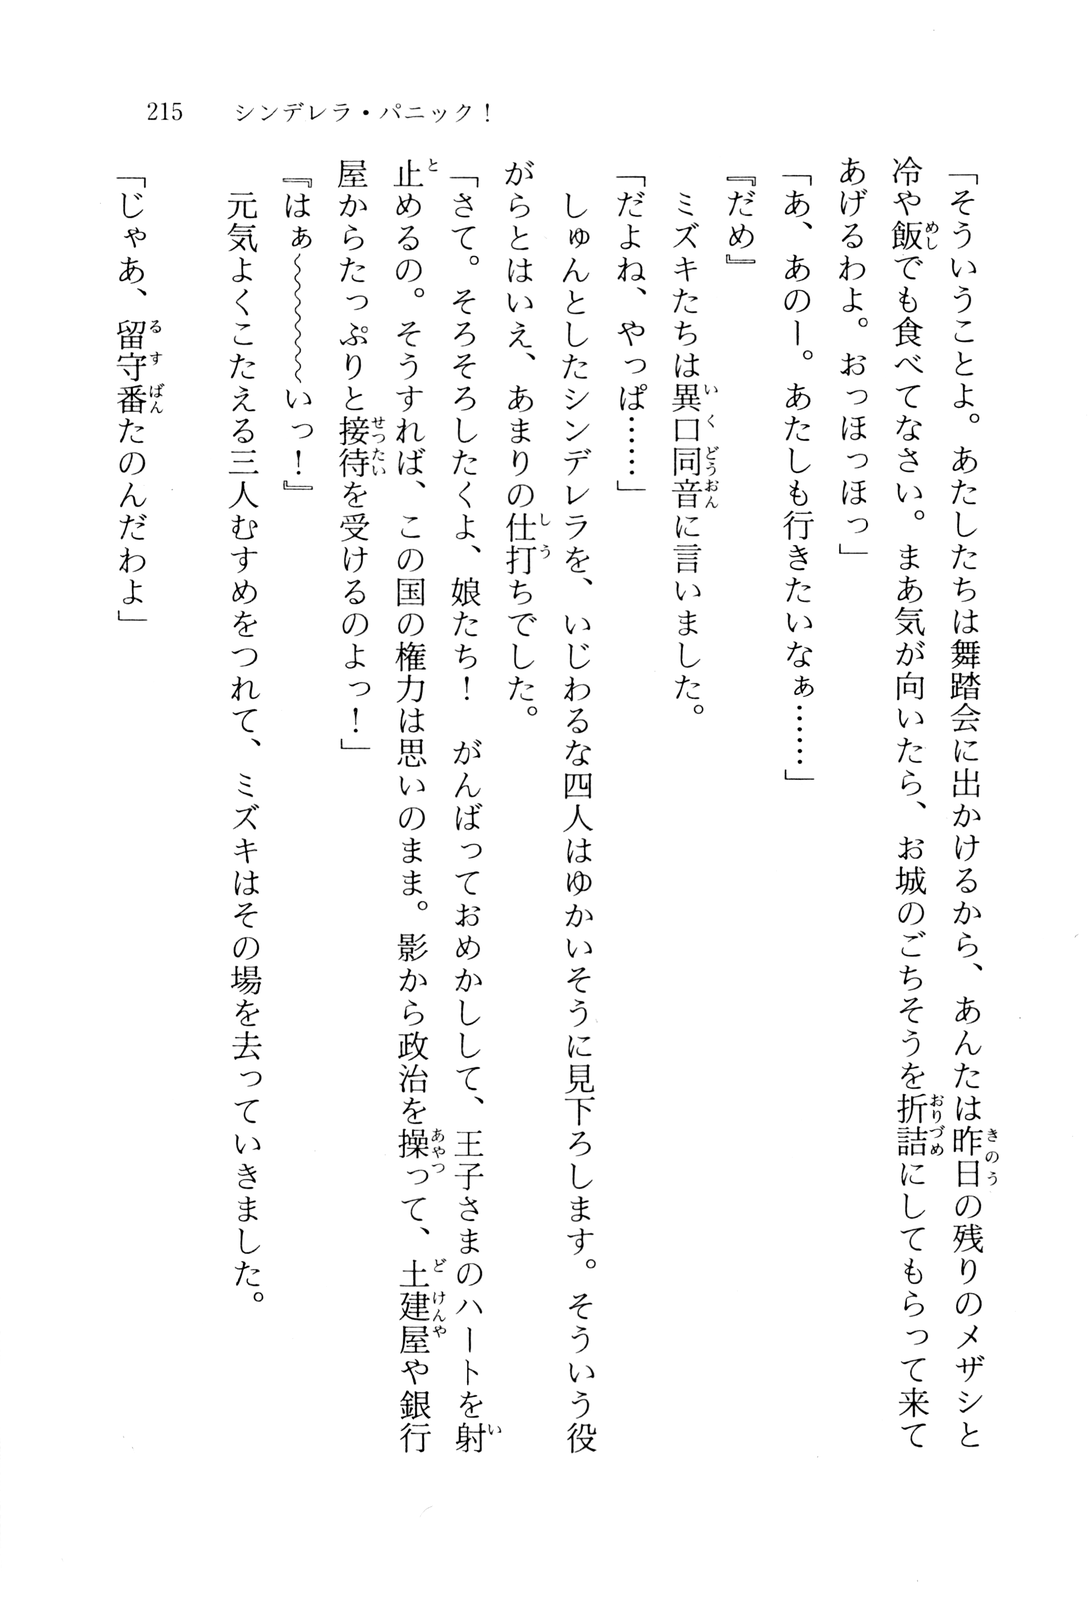 215　シンデレラ・パニック！
「そういうことよ。あたしたちは舞踏会に出かけるから、あんたは昨日の残りのメザシと
冷や飯でも食べてなさい。まあ気が向いたら、お城のごちそうを折詰にしてもらって来て
あげるわよ。おっほっほっ」
「あ、あのー。あたしも行きたいなぁ……」
『だめ』
　ミズキたちは異口同音に言いました。
「だよね、やっぱ……」
　しゅんとしたシンデレラを、いじわるな四人はゆかいそうに見下ろします。そういう役
がらとはいえ、あまりの仕打ちでした。
「さて。そろそろしたくよ、娘たち！　がんばっておめかしして、王子さまのハートを射
止めるの。そうすれば、この国の権力は思いのまま。影から政治を操って、土建屋や銀行
屋からたっぷりと接待を受けるのよっ！」
『はぁ〜〜〜〜〜いっ！』
　元気よくこたえる三人むすめをつれて、ミズキはその場を去っていきました。
「じゃあ、留守番たのんだわよ」